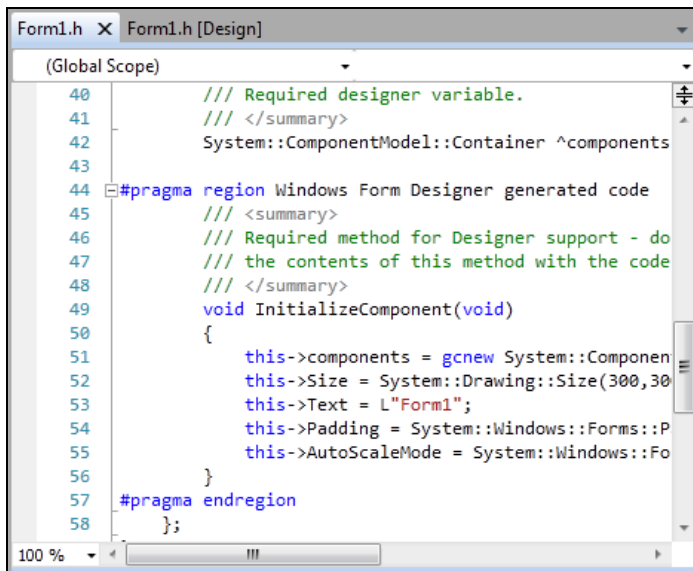 Form1.h X Form1.h [Design]
(Global Scope)
40 /// Required designer variable.
41 /// </summary>
42 System::ComponentModel::Container ^components
43
44 #pragma region Windows Form Designer generated code
45 /// <summary>
46 /// Required method for Designer support - do
47 /// the contents of this method with the code
48 /// </summary>
49 void InitializeComponent(void)
50 {
51 this->components = gcnew System::Componen
52 this->Size = System::Drawing::Size(300,30
53 this->Text = L"Form1";
54 this->Padding = System::Windows::Forms::P
55 this->AutoScaleMode = System::Windows::Fo
56 }
57 #pragma endregion
58 };
100 %